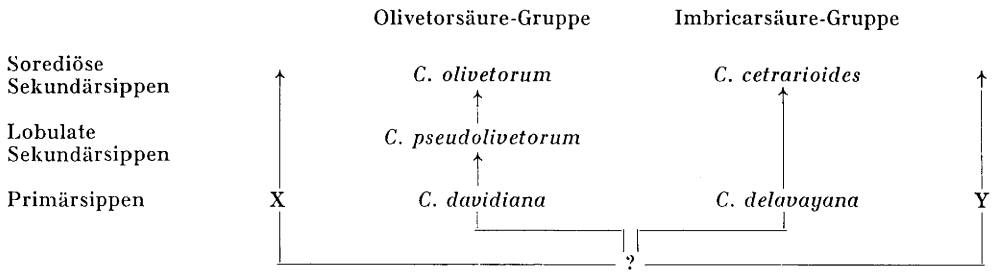 Olivetorsäure-Gruppe Imbricarsäure-Gruppe
Sorediöse
Sekundärsippen
C. olivetorum C. cetrarioides
Lobulate
Sekundärsippen
C. pseudolivetorum
Primärsippen X C. davidiana C. delavayana Y
?